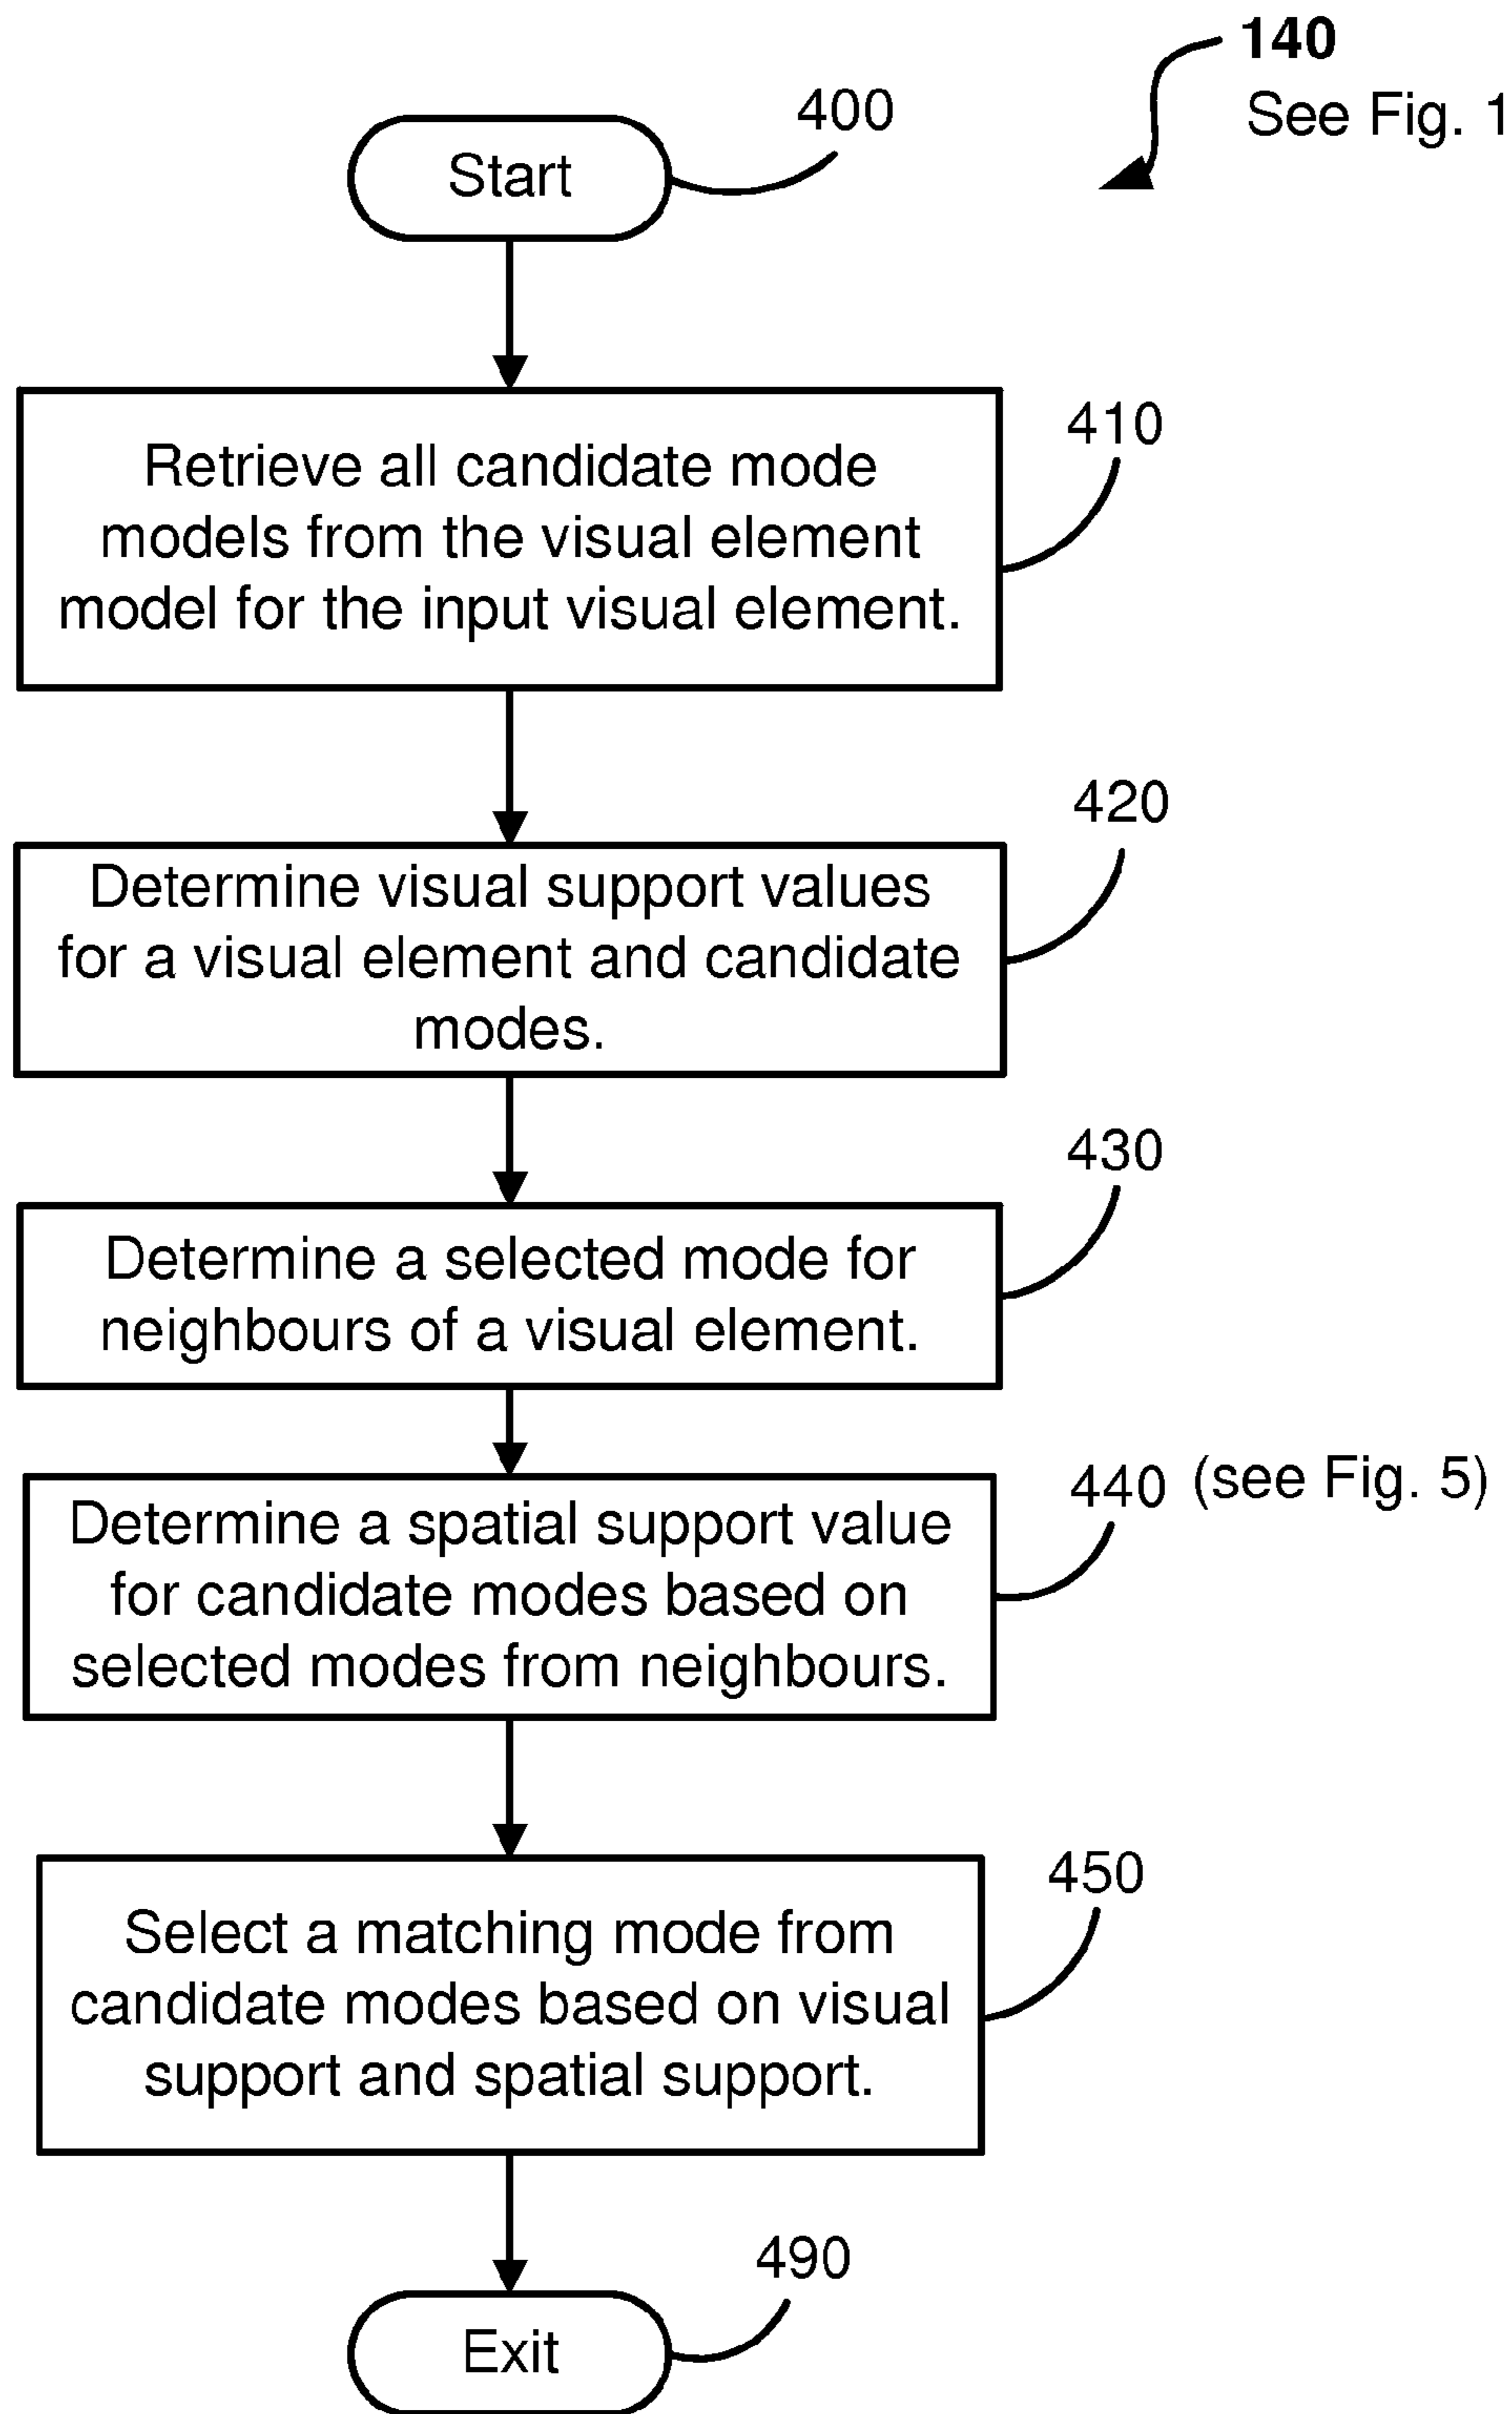 140
See Fig. 1
400
Start
410
Retrieve all candidate mode
models from the visual element
model for the input visual element.
420
Determine visual support values
for a visual element and candidate
modes.
430
Determine a selected mode for
neighbours of a visual element.
440 (see Fig. 5)
Determine a spatial support value
for candidate modes based on
selected modes from neighbours.
450
Select a matching mode from
candidate modes based on visual
support and spatial support.
490
Exit